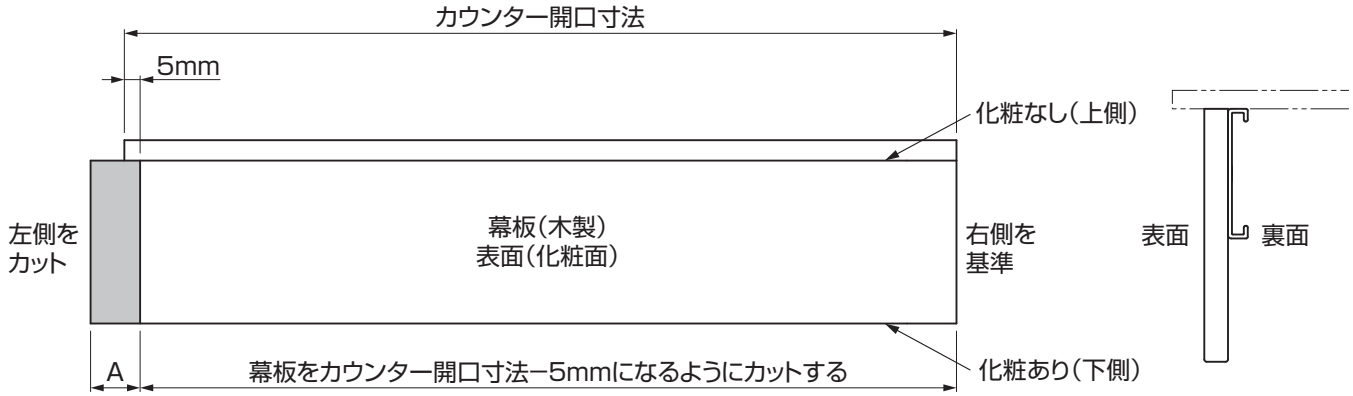 カウンター開口寸法
5mm
化粧なし（上側）
左側を
カット
幕板（木製）
表面（化粧面）
右側を
基準
表面
裏面
A
幕板をカウンター開口寸法−5mmになるようにカットする
化粧あり（下側）